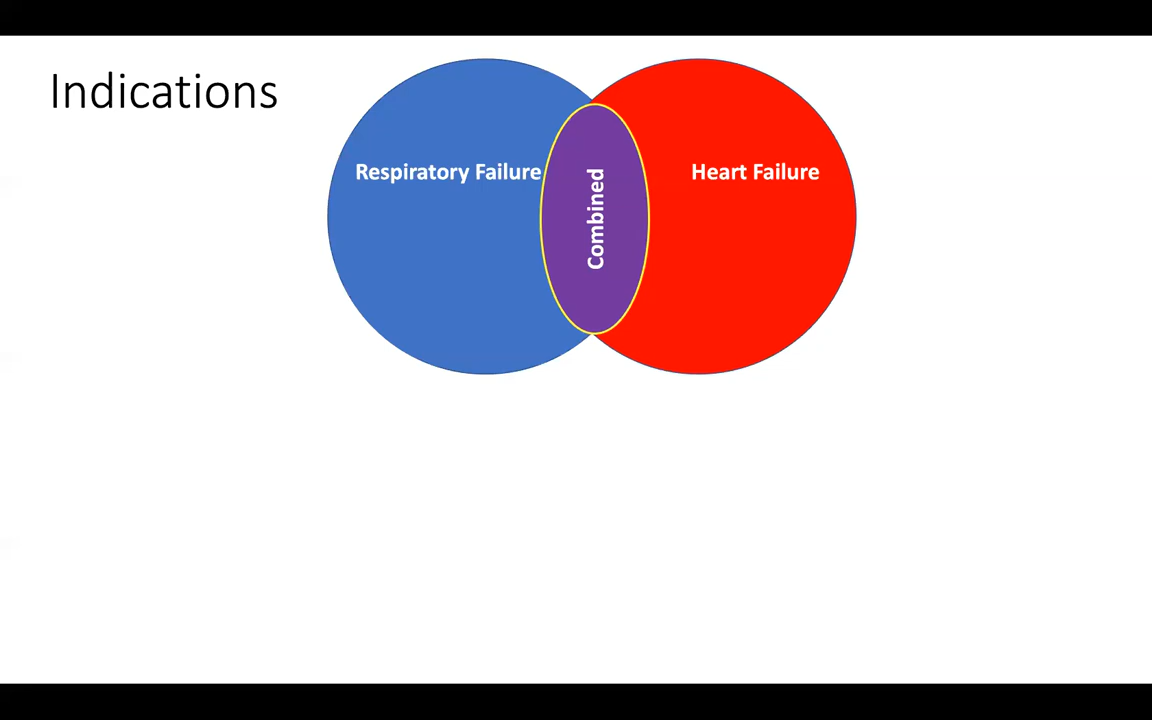 Indications
Respiratory Failure
Combined
Heart Failure